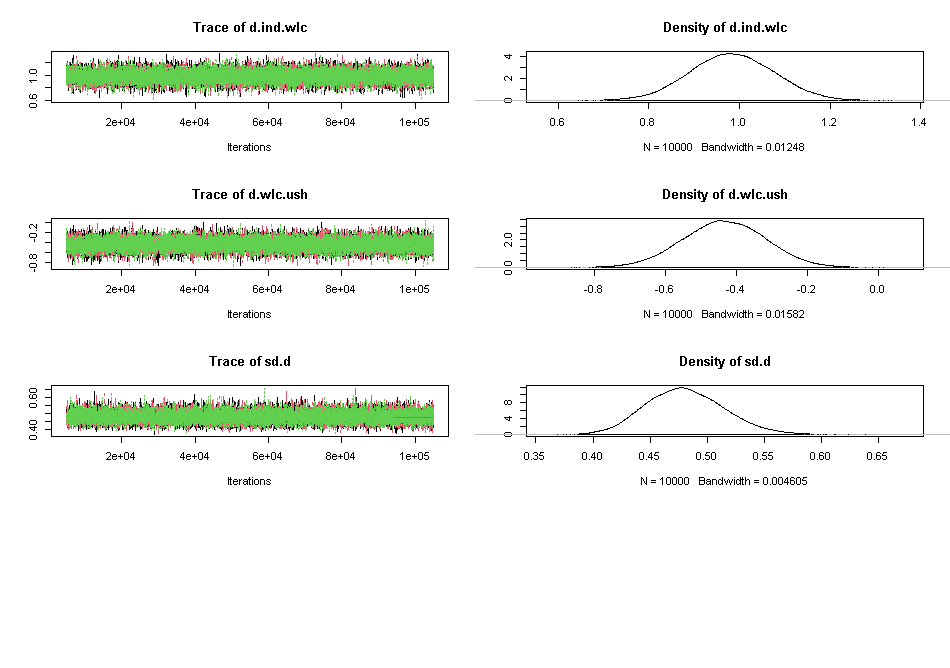 Trace of d.ind.wlc
0.6 1.0
2e+04 4e+04 6e+04 8e+04 1e+05
Iterations
Density of d.ind.wlc
0 2 4
0.6 0.8 1.0 1.2 1.4
N = 10000 Bandwidth = 0.01248
Trace of d.wlc.ush
-0.8 -0.2
2e+04 4e+04 6e+04 8e+04 1e+05
Iterations
Density of d.wlc.ush
0.0 2.0
-0.8 -0.6 -0.4 -0.2 0.0
N = 10000 Bandwidth = 0.01582
Trace of sd.d
0.40 0.60
2e+04 4e+04 6e+04 8e+04 1e+05
Iterations
Density of sd.d
0 4 8
0.35 0.40 0.45 0.50 0.55 0.60 0.65
N = 10000 Bandwidth = 0.004605